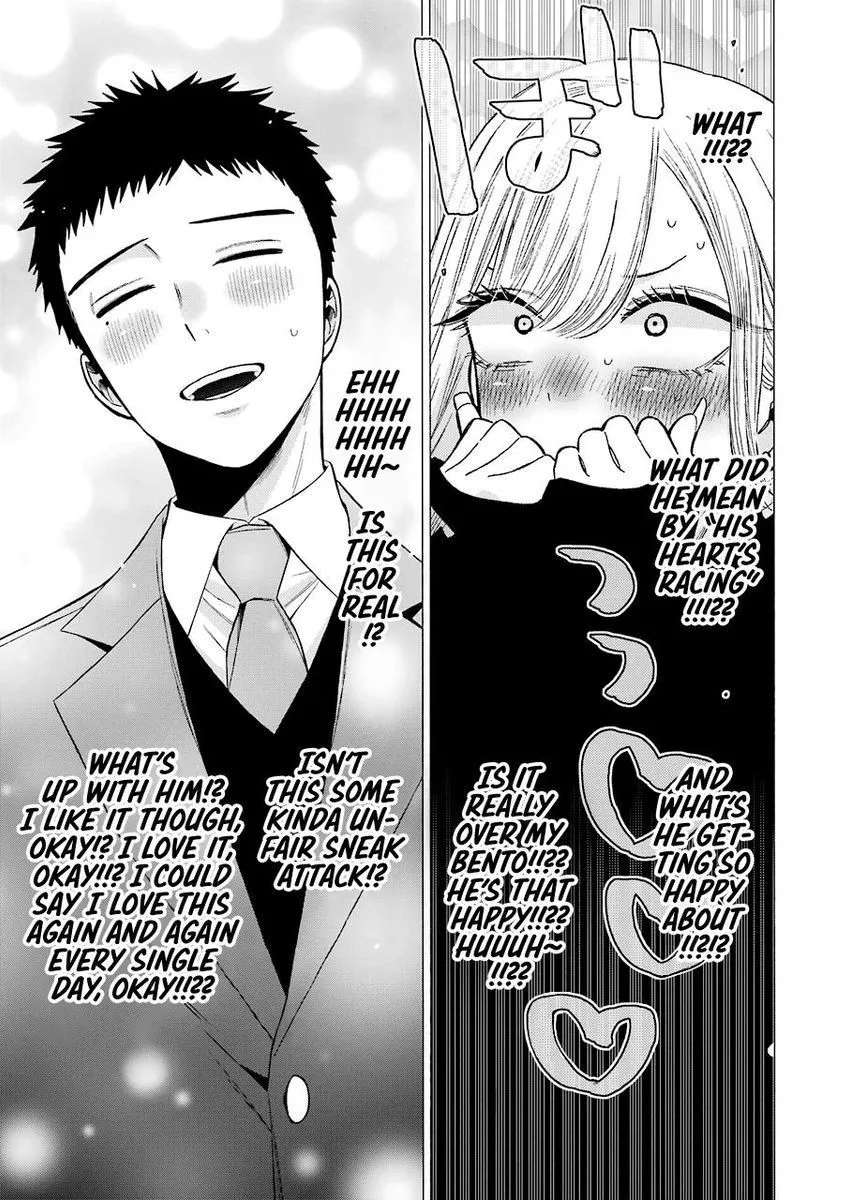 WHAT
!!!??
ぼ
WHAT DID
HE MEAN
BY "HIS
HEART'S
RACING"
!!!??
AND
WHAT'S
HE GET-
TING SO
HAPPY
ABOUT
!!?!?
IS IT
REALLY
OVER MY
BENTO!!??
HE'S THAT
HAPPY!!??
HUUUH~
!!??
EHH
HHHH
HHHH
HH~
IS
THIS
FOR
REAL
!?
ISN'T
THIS SOME
KINDA UN-
FAIR SNEAK
ATTACK!?
WHAT'S
UP WITH HIM!?
I LIKE IT THOUGH,
OKAY!? I LOVE IT,
OKAY!!? I COULD
SAY I LOVE THIS
AGAIN AND AGAIN
EVERY SINGLE
DAY, OKAY!!??